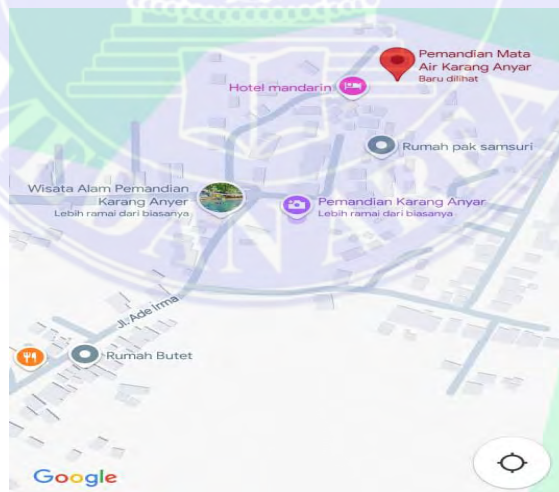 Pemandian Mata
Air Karang Anyar
Baru dilihat
Hotel mandarin
Rumah pak samsuri
Wisata Alam Pemandian
Karang Anyer
Lebih ramai dari biasanya
Pemandian Karang Anyar
Lebih ramai dari biasanya
Jl. Ade Irma
Rumah Butet
Google